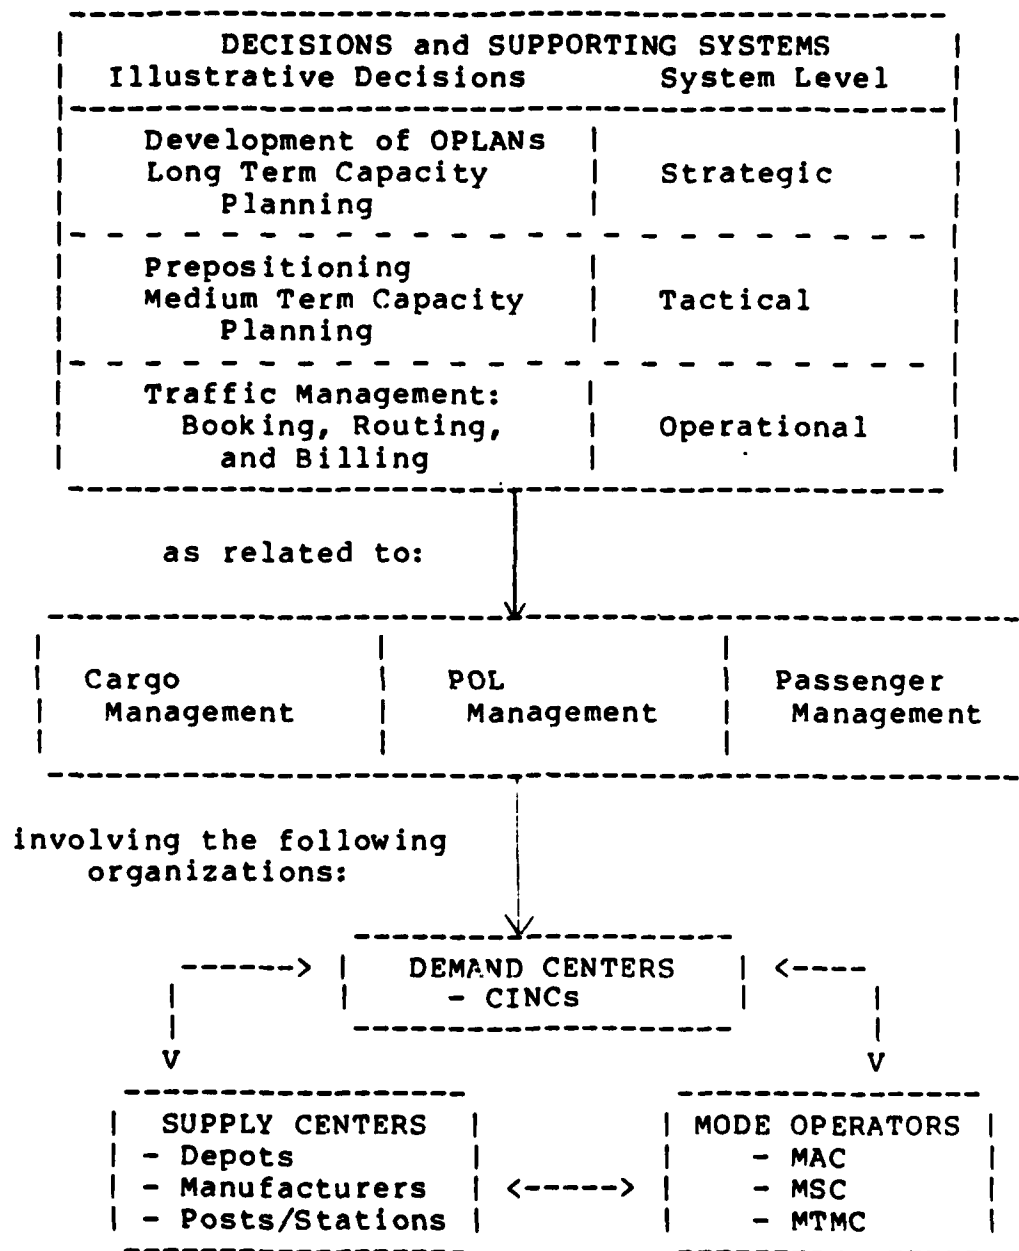 DECISIONS and SUPPORTING SYSTEMS
Illustrative Decisions System Level
Development of OPLANs
Long Term Capacity Strategic
Planning
Prepositioning
Medium Term Capacity Tactical
Planning
Traffic Management:
Booking, Routing, Operational
and Billing
as related to:
Cargo POL Passenger
Management Management Management
involving the following
organizations:
DEMAND CENTERS
- CINCs
SUPPLY CENTERS MODE OPERATORS
- Depots - MAC
- Manufacturers - MSC
- Posts/Stations - MTMC